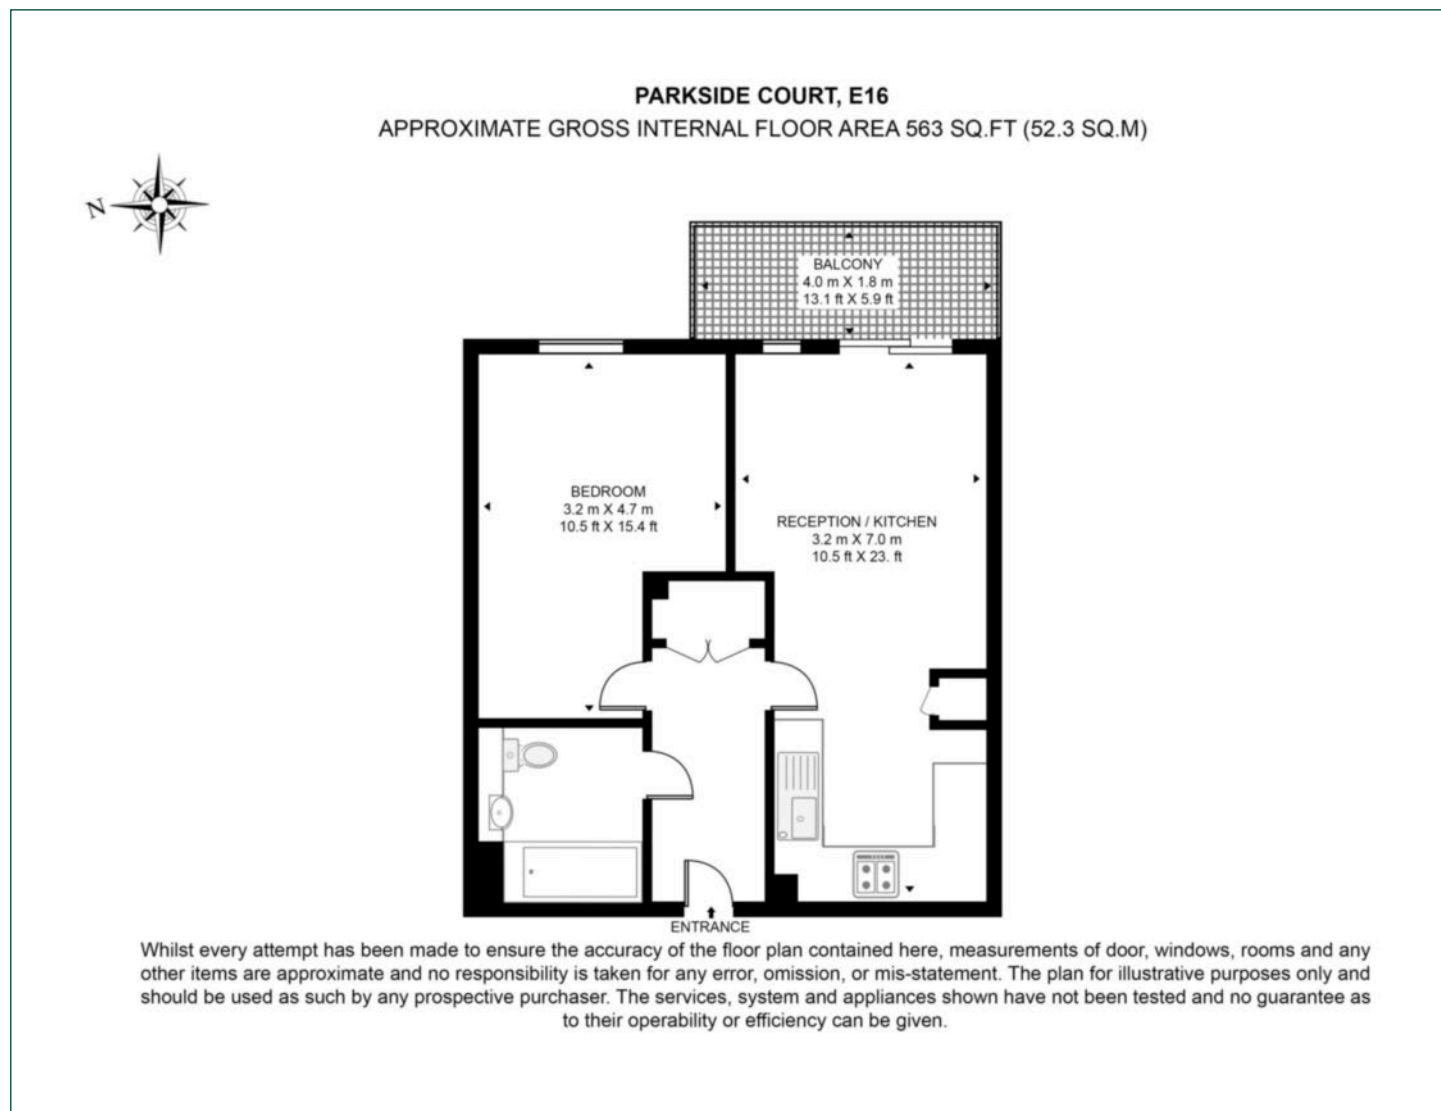 PARKSIDE COURT, E16
APPROXIMATE GROSS INTERNAL FLOOR AREA 563 SQ.FT (52.3 SQ.M)
N
BALCONY
4.0 m X 1.8 m
13.1 ft X 5.9 ft
BEDROOM
3.2 m X 4.7 m
10.5 ft X 15.4 ft
RECEPTION / KITCHEN
3.2 m X 7.0 m
10.5 ft X 23. ft
ENTRANCE
Whilst every attempt has been made to ensure the accuracy of the floor plan contained here, measurements of door, windows, rooms and any
other items are approximate and no responsibility is taken for any error, omission, or mis-statement. The plan for illustrative purposes only and
should be used as such by any prospective purchaser. The services, system and appliances shown have not been tested and no guarantee as
to their operability or efficiency can be given.